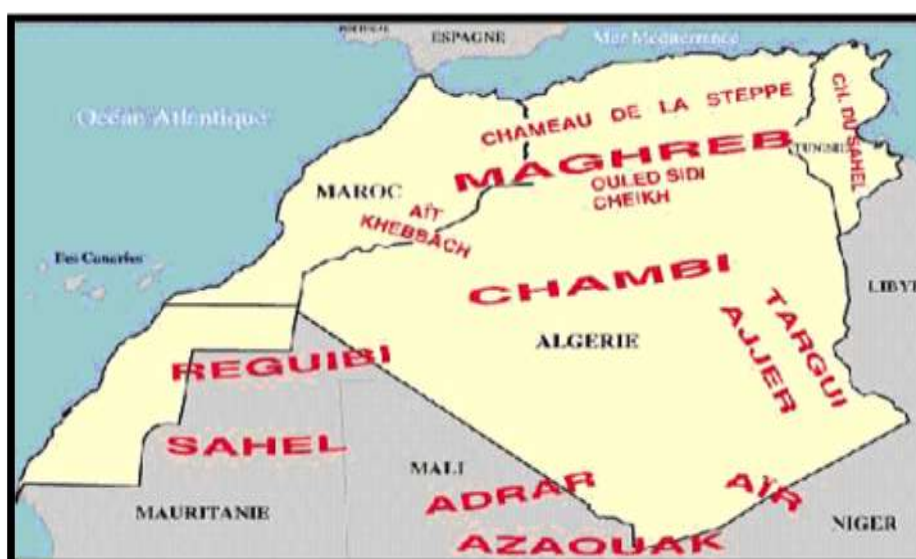 PORTUGAL
ESPAGNE
Mer Méditerranée
Océan Atlantique
CHAMEAU DE LA STEPPE
CH. DU SAHEL
TUNISIE
MAGHREB
MAROC
OULED SIDI
CHEIKH
AÏT
KHEBBACH
Iles Canaries
CHAMBI
LIBYE
TARGUI
AJJER
ALGERIE
REGUIBI
SAHEL
MALI
ADRAR
AÏR
MAURITANIE
NIGER
AZAOUAK